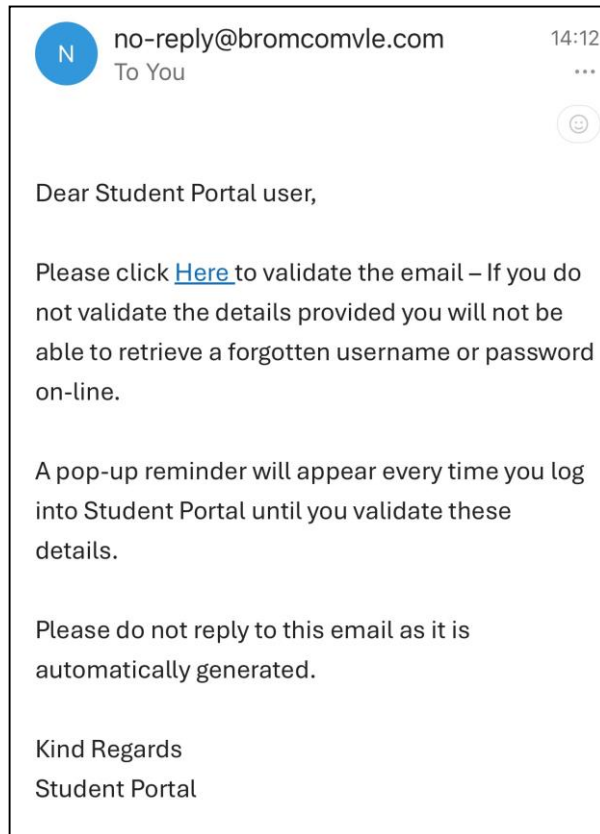 N
no-reply@bromcomvle.com
14:12
To You
...
Dear Student Portal user,
Please click Here to validate the email – If you do
not validate the details provided you will not be
able to retrieve a forgotten username or password
on-line.
A pop-up reminder will appear every time you log
into Student Portal until you validate these
details.
Please do not reply to this email as it is
automatically generated.
Kind Regards
Student Portal